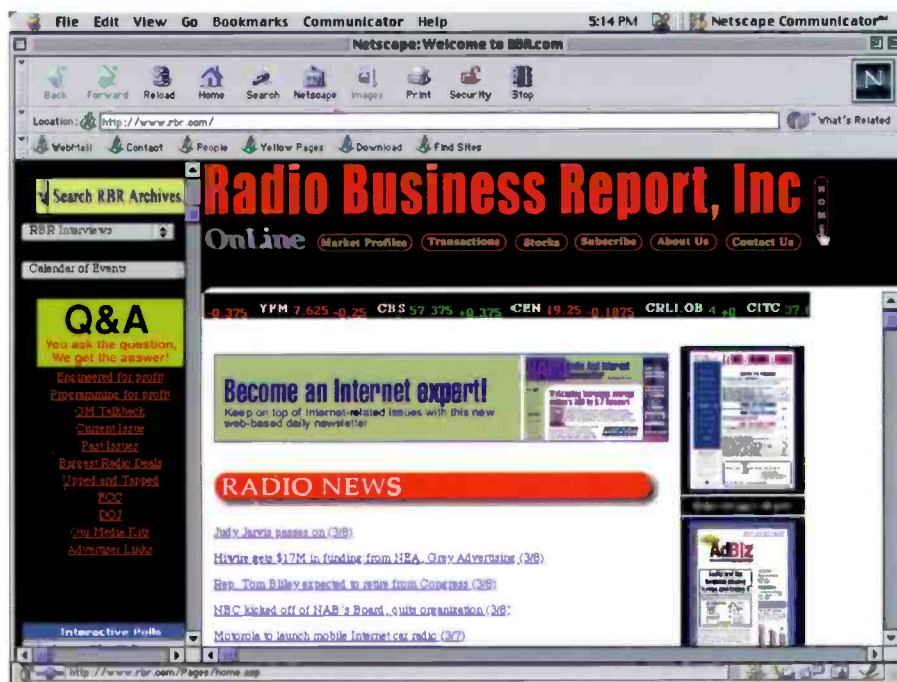 File Edit View Go Bookmarks Communicator Help 5:14 PM Netscape Communicator™
Netscape: Welcome to RBR.com
Back Forward Reload Home Search Netscape Images Print Security Stop
Location: http://www.rbr.com/ What's Related
WebMail Contact People Yellow Pages Download Find Sites
Search RBR Archives
RBR Interviews
Calendar of Events
Q&A
You ask the question,
We get the answer!
Engineered for profit
Programming for profit
GM Talkback
Current Issue
Past Issues
Biggest Radio Deals
Upped and Tapped
FCC
DOJ
Our Media Kits
Advertiser Links
Interactive Polls
Radio Business Report, Inc
HOME
OnLine Market Profiles Transactions Stocks Subscribe About Us Contact Us
-0.375 YFM 7.625 -0.25 CBS 57.375 +0.375 CEN 19.25 -0.1875 CRLI.OB 4 +0 CITC 37.
Become an Internet expert!
Keep on top of Internet-related issues with this new
web-based daily newsletter
RADIO NEWS
Judy Jarvis passes on (3/8)
Hiwire gets $17M in funding from NEA, Grey Advertising (3/8)
Rep. Tom Bliley expected to retire from Congress (3/8)
NBC kicked off of NAB's Board, quits organization (3/8)
Motorola to launch mobile Internet car radio (3/7)
AdBiz
http://www.rbr.com/Pages/home.asp